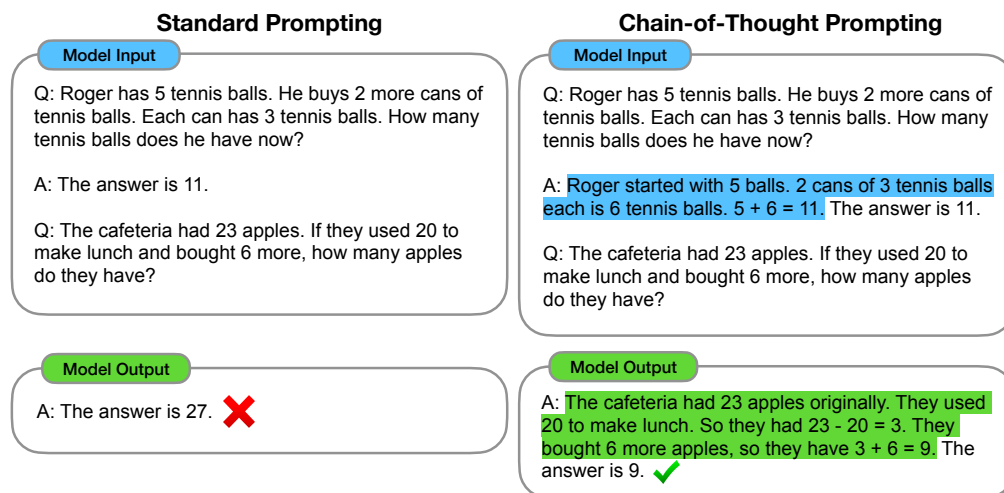 Standard Prompting
Model Input
Q: Roger has 5 tennis balls. He buys 2 more cans of
tennis balls. Each can has 3 tennis balls. How many
tennis balls does he have now?
A: The answer is 11.
Q: The cafeteria had 23 apples. If they used 20 to
make lunch and bought 6 more, how many apples
do they have?
Model Output
A: The answer is 27.
Chain-of-Thought Prompting
Model Input
Q: Roger has 5 tennis balls. He buys 2 more cans of
tennis balls. Each can has 3 tennis balls. How many
tennis balls does he have now?
A: Roger started with 5 balls. 2 cans of 3 tennis balls
each is 6 tennis balls. 5 + 6 = 11. The answer is 11.
Q: The cafeteria had 23 apples. If they used 20 to
make lunch and bought 6 more, how many apples
do they have?
Model Output
A: The cafeteria had 23 apples originally. They used
20 to make lunch. So they had 23 - 20 = 3. They
bought 6 more apples, so they have 3 + 6 = 9. The
answer is 9.